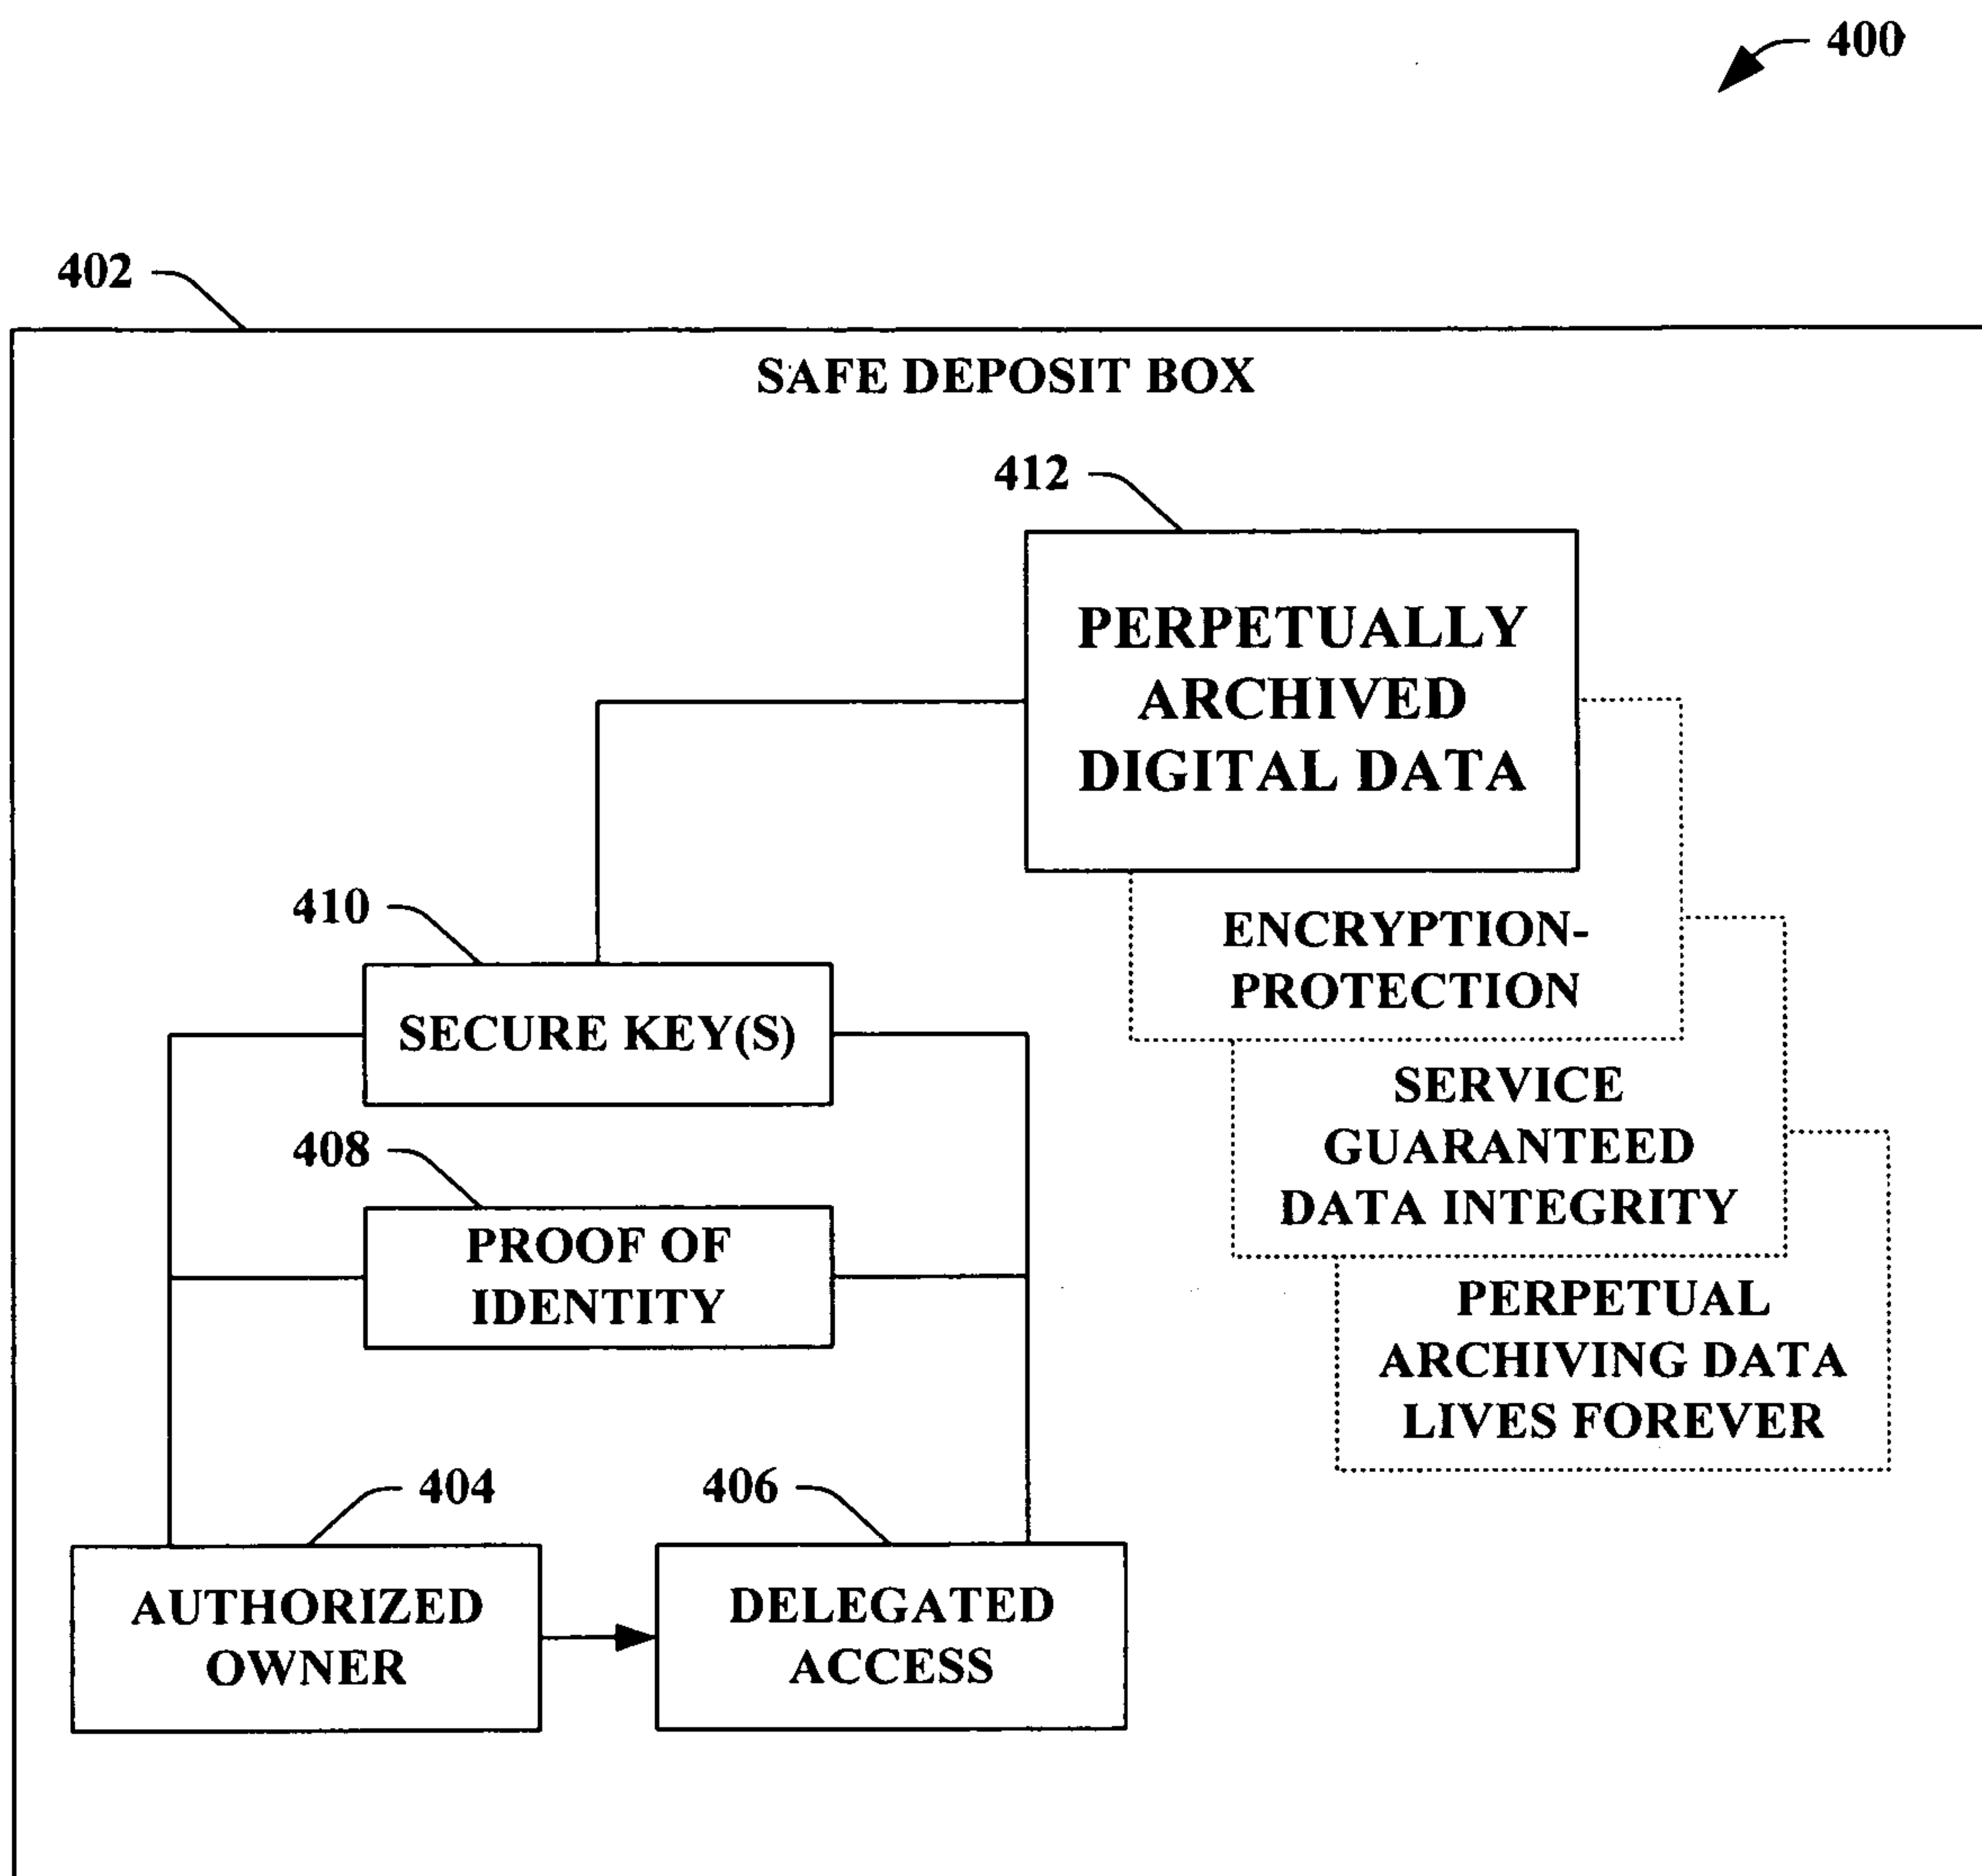 400
402
SAFE DEPOSIT BOX
412
PERPETUALLY
ARCHIVED
DIGITAL DATA
410
ENCRYPTION-
PROTECTION
SECURE KEY(S)
SERVICE
GUARANTEED
DATA INTEGRITY
408
PROOF OF
IDENTITY
PERPETUAL
ARCHIVING DATA
LIVES FOREVER
404
406
AUTHORIZED
OWNER
DELEGATED
ACCESS